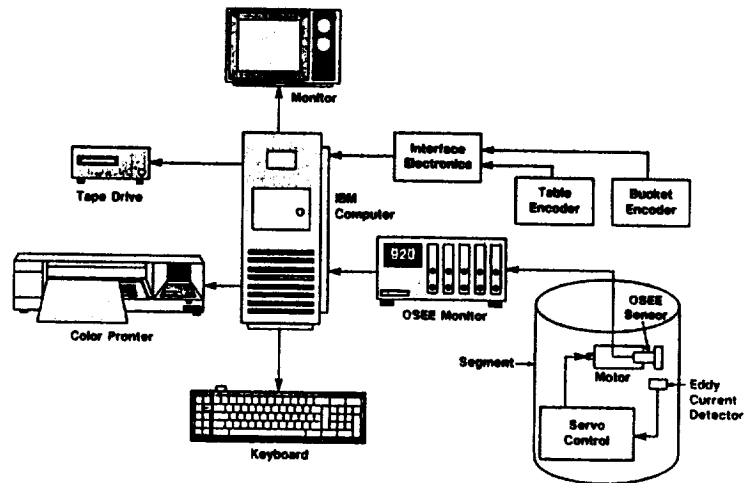 Monitor
Tape Drive
IBM
Computer
Interface
Electronics
Table
Encoder
Bucket
Encoder
920
OSEE Monitor
Color Pronter
OSEE
Sensor
Segment
Motor
Eddy
Current
Detector
Servo
Control
Keyboard